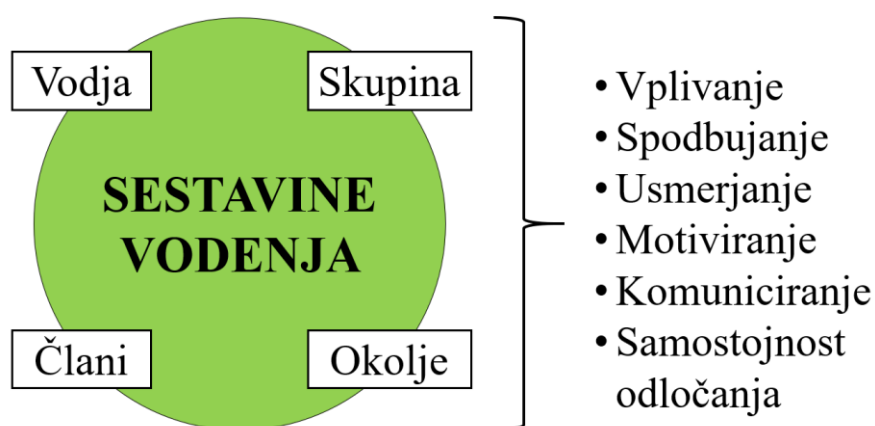 Vodja
Skupina
SESTAVINE
VODENJA
Člani
Okolje
• Vplivanje
• Spodbujanje
• Usmerjanje
• Motiviranje
• Komuniciranje
• Samostojnost
odločanja